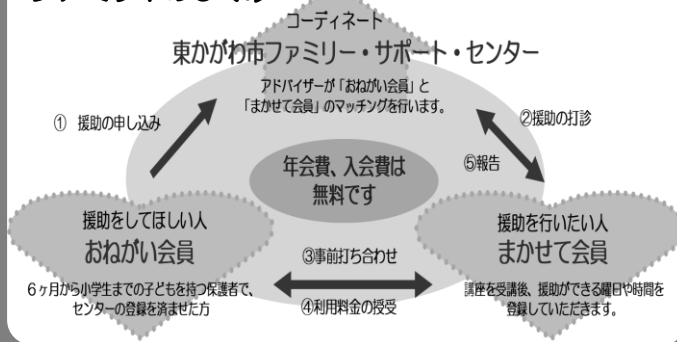 コーディネート
東かがわ市ファミリー・サポート・センター
アドバイザーが「おねがい会員」と
「まかせて会員」のマッチングを行います。
① 援助の申し込み
②援助の打診
⑤報告
年会費、入会費は
無料です
援助をしてほしい人
おねがい会員
6ヶ月から小学生までの子どもを持つ保護者で、
センターの登録を済ませた方
③事前打ち合わせ
④利用料金の授受
援助を行いたい人
まかせて会員
講座を受講後、援助ができる曜日や時間を
登録していただきます。